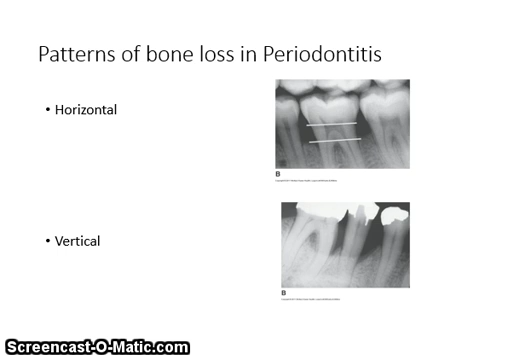 Patterns of bone loss in Periodontitis
• Horizontal
B
• Vertical
B
Screencast-O-Matic.com